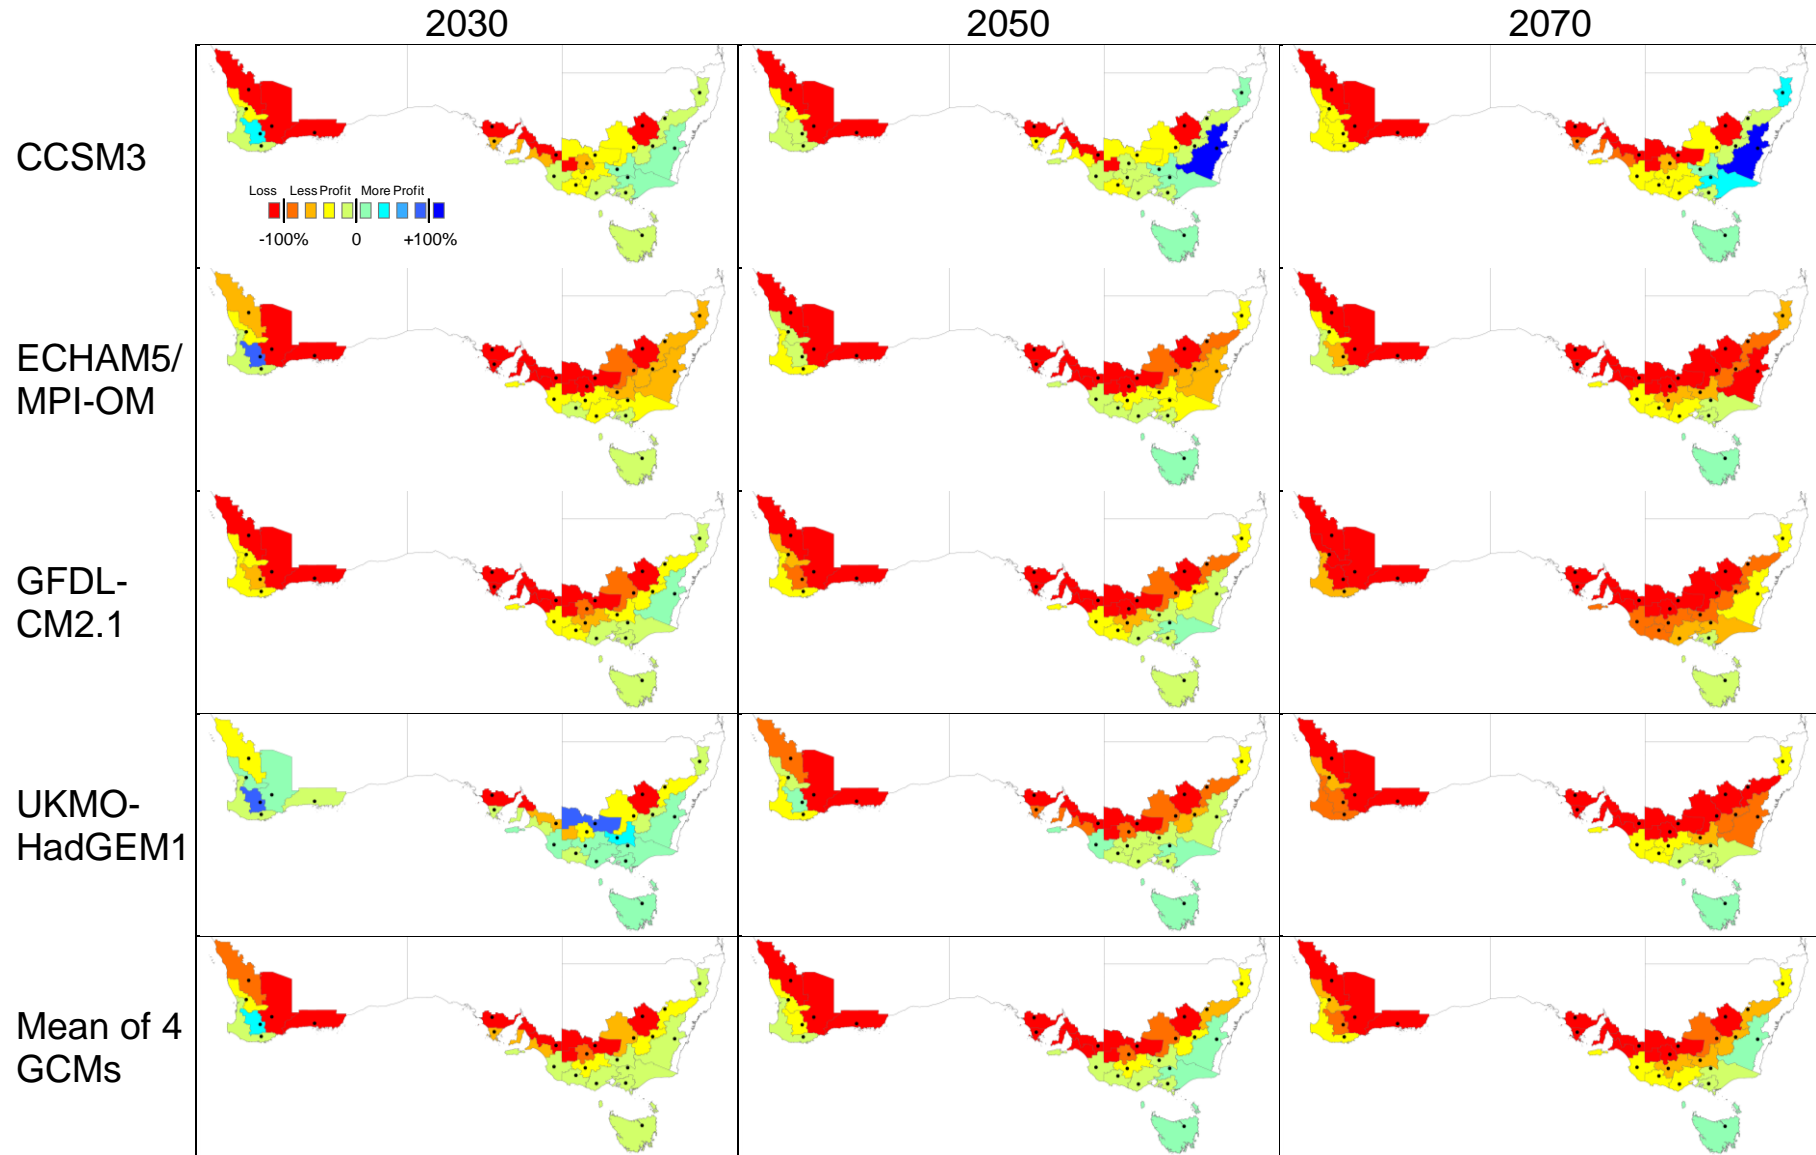 2030 2050 2070
CCSM3
Loss Less Profit More Profit
-100% 0 +100%
ECHAM5/
MPI-OM
GFDL-
CM2.1
UKMO-
HadGEM1
Mean of 4
GCMs